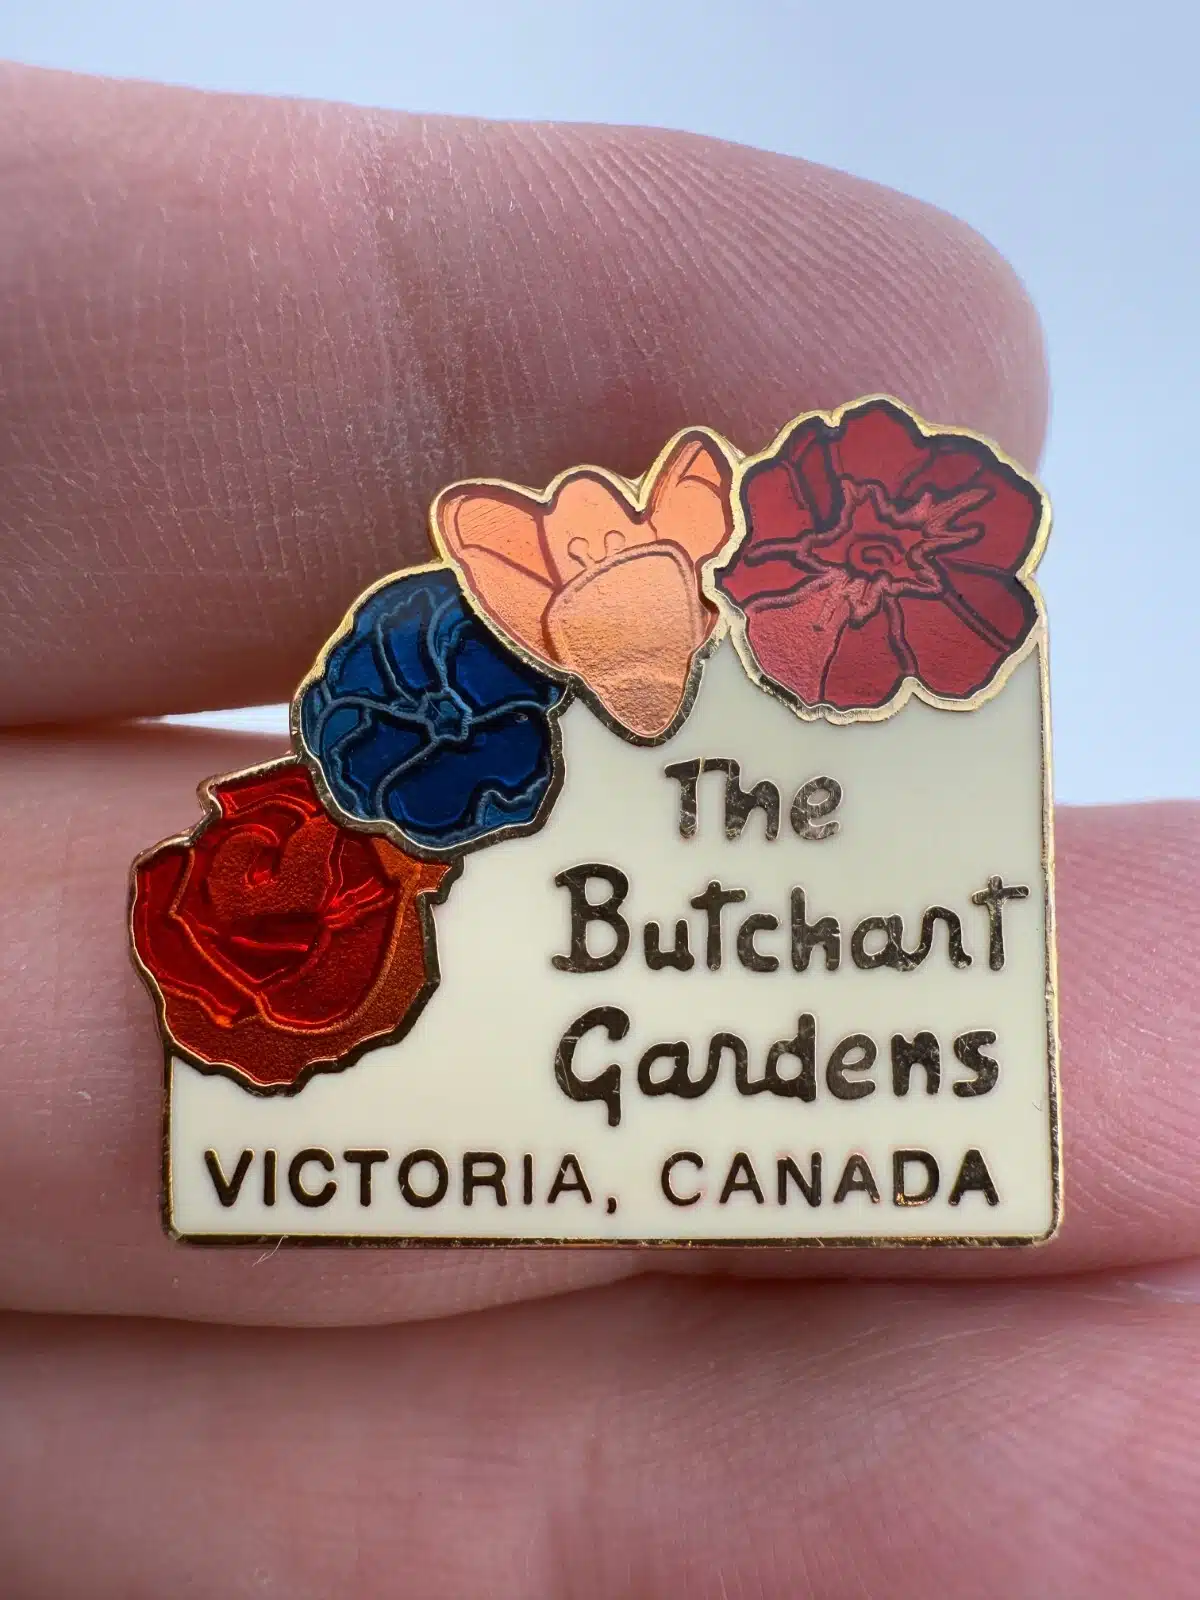 The
Butchart
Gardens
VICTORIA, CANADA